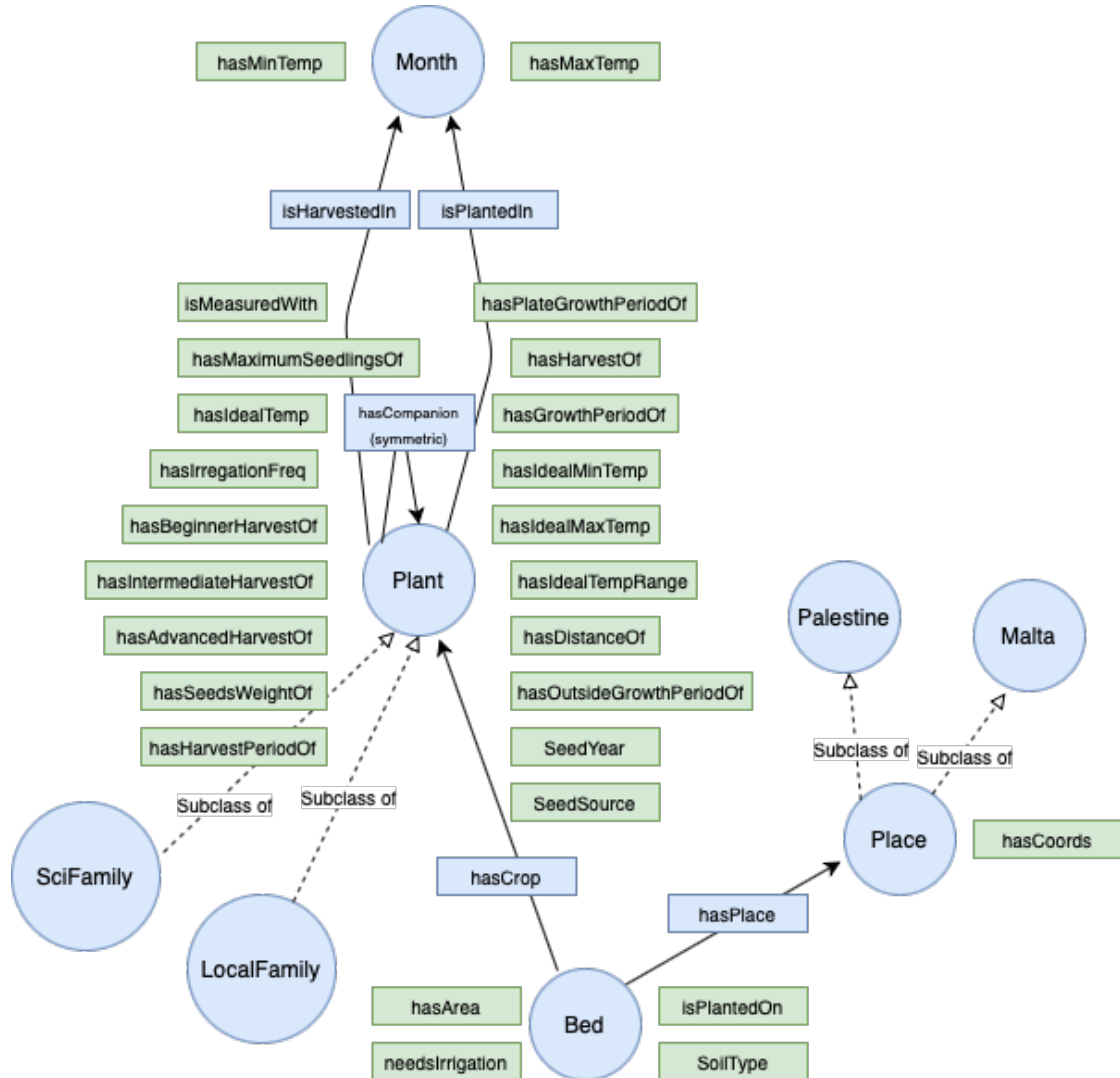 hasMinTemp
Month
hasMaxTemp
isHarvestedIn
isPlantedIn
isMeasuredWith
hasPlateGrowthPeriodOf
hasMaximumSeedlingsOf
hasHarvestOf
hasIdealTemp
hasCompanion
(symmetric)
hasGrowthPeriodOf
hasIrregationFreq
hasIdealMinTemp
hasBeginnerHarvestOf
hasIdealMaxTemp
hasIntermediateHarvestOf
Plant
hasIdealTempRange
hasAdvancedHarvestOf
hasDistanceOf
Palestine
Malta
hasSeedsWeightOf
hasOutsideGrowthPeriodOf
hasHarvestPeriodOf
SeedYear
Subclass of
Subclass of
Subclass of
Subclass of
SeedSource
Place
hasCoords
SciFamily
hasCrop
hasPlace
LocalFamily
hasArea
Bed
isPlantedOn
needsIrrigation
SoilType